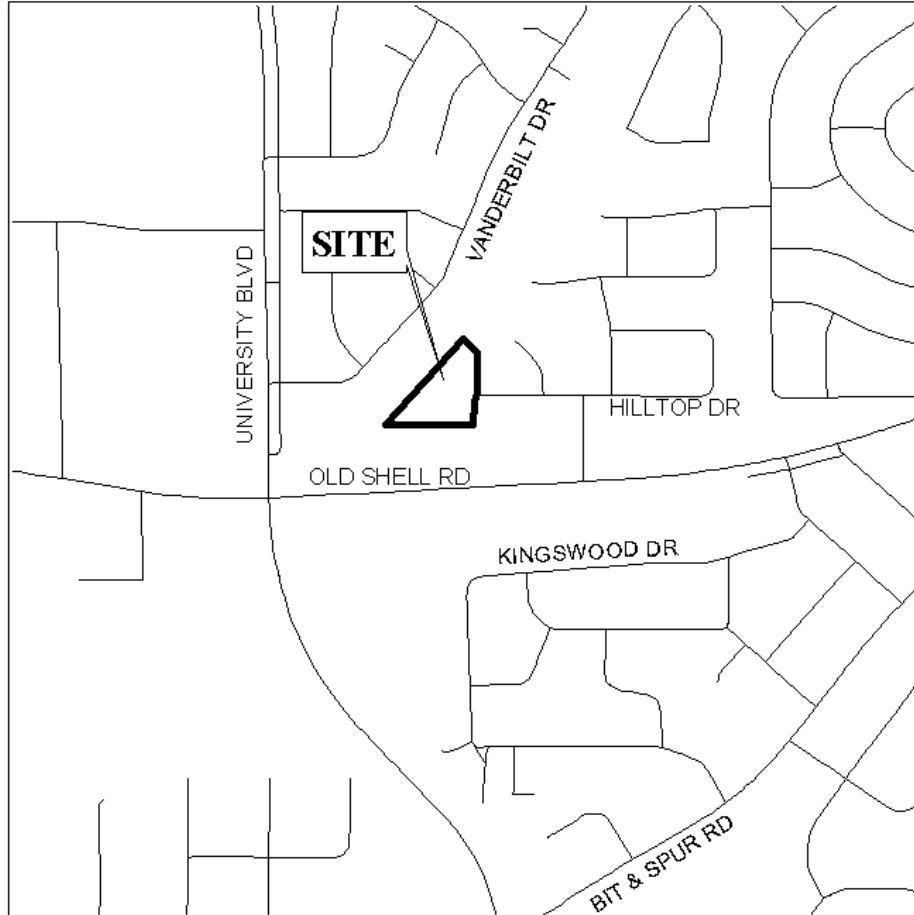 VANDERBILT DR
SITE
UNIVERSITY BLVD
HILLTOP DR
OLD SHELL RD
KINGSWOOD DR
BIT & SPUR RD